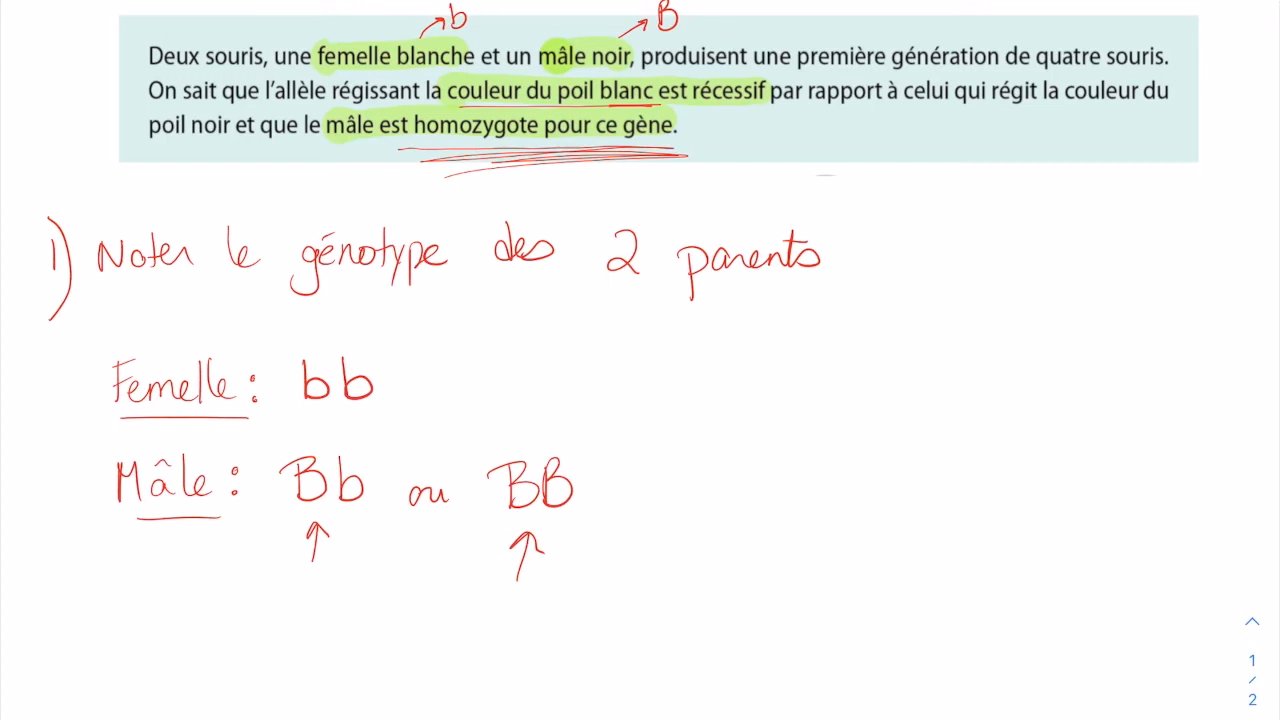 b B
Deux souris, une femelle blanche et un mâle noir, produisent une première génération de quatre souris.
On sait que l'allèle régissant la couleur du poil blanc est récessif par rapport à celui qui régit la couleur du
poil noir et que le mâle est homozygote pour ce gène.
1) Noter le génotype des 2 parents
Femelle : bb
Mâle : Bb ou BB
1
/
2